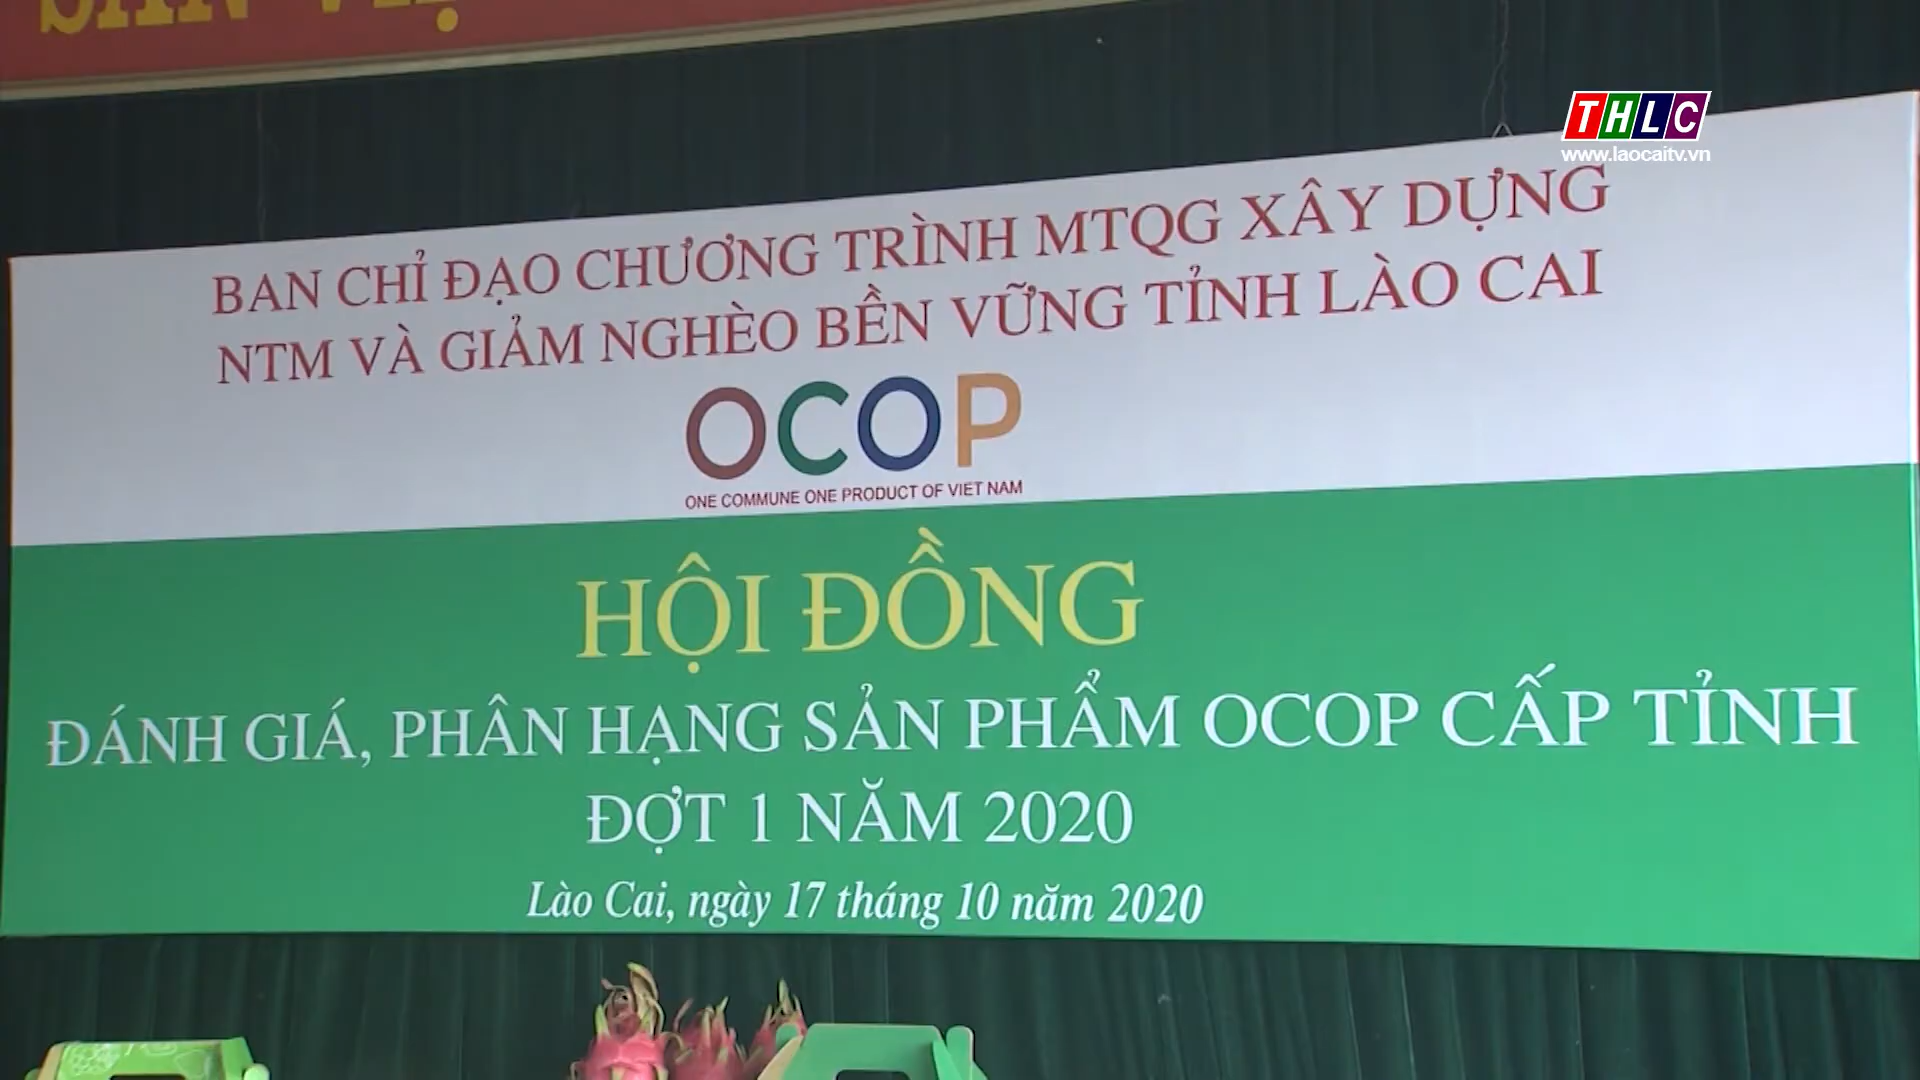 THLC
www.laocaitv.vn
BAN CHỈ ĐẠO CHƯƠNG TRÌNH MTQG XÂY DỰNG
NTM VÀ GIẢM NGHÈO BỀN VỮNG TỈNH LÀO CAI
OCOP
ONE COMMUNE ONE PRODUCT OF VIET NAM
HỘI ĐỒNG
ĐÁNH GIÁ, PHÂN HẠNG SẢN PHẨM OCOP CẤP TỈNH
ĐỢT 1 NĂM 2020
Lào Cai, ngày 17 tháng 10 năm 2020